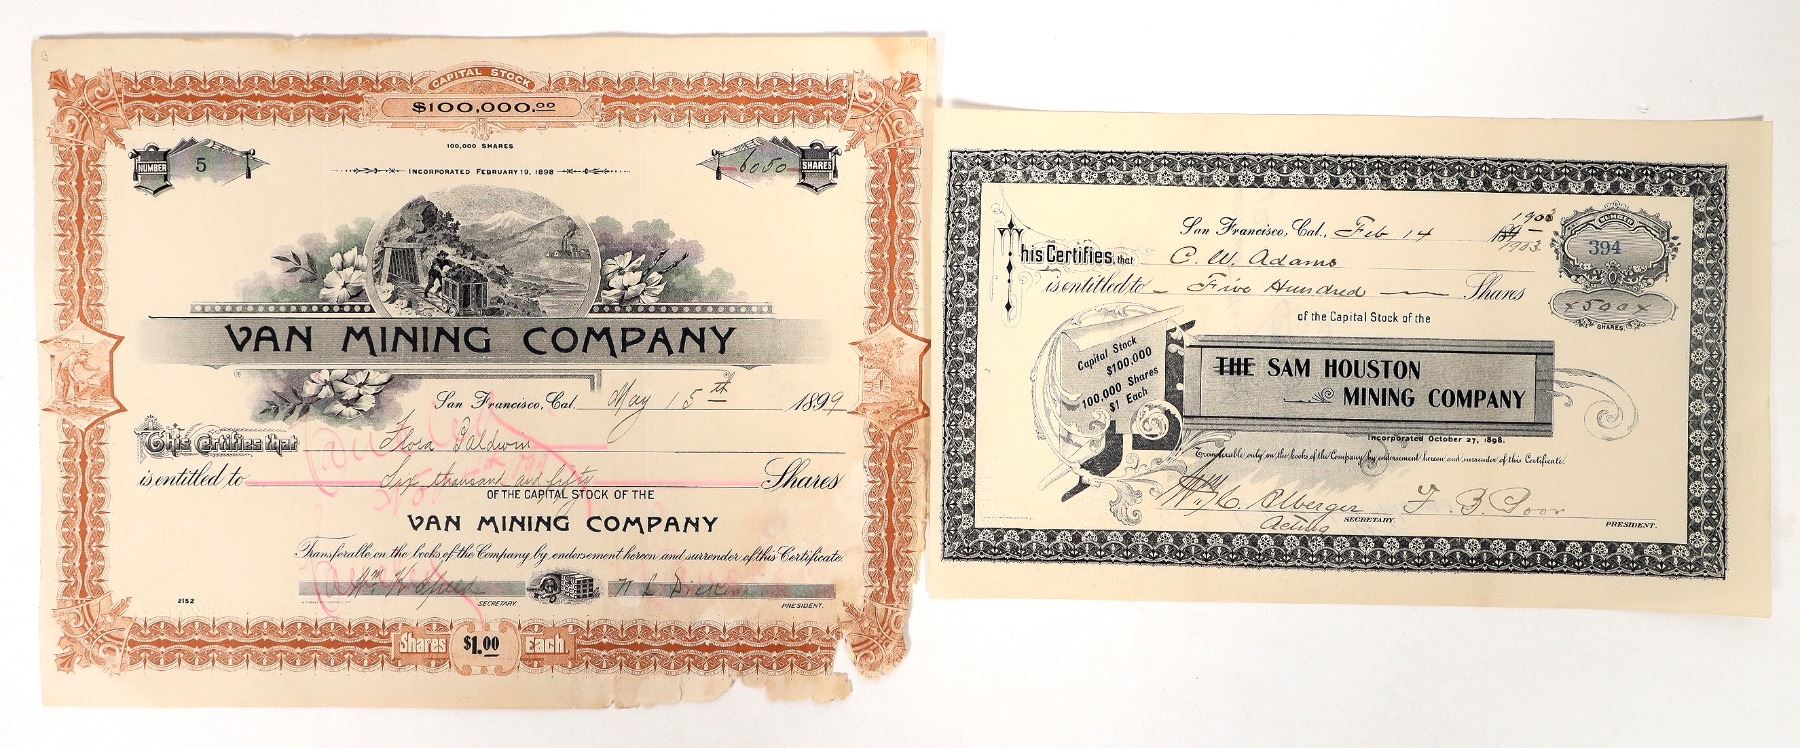 CAPITAL STOCK
$100,000.00
100,000 SHARES
NUMBER 5
6050 SHARES
INCORPORATED FEBRUARY 19, 1898
VAN MINING COMPANY
San Francisco, Cal. May 15th 1899
This Certifies that Flora Baldwin
is entitled to Six thousand and fifty Shares
OF THE CAPITAL STOCK OF THE
VAN MINING COMPANY
Transferable on the books of the Company by endorsement hereon and surrender of this Certificate.
Wm H
SECRETARY.
PRESIDENT.
2152
Shares $1.00 Each.
San Francisco, Cal., Feb 14 1903
NUMBER
394
This Certifies, that C. W. Adams
is entitled to Five Hundred Shares
x500x
SHARES
of the Capital Stock of the
Capital Stock
$100,000
100,000 Shares
$1 Each
THE SAM HOUSTON
MINING COMPANY
Incorporated October 27, 1898.
Transferable only on the books of the Company by endorsement hereon and surrender of this Certificate.
Alberger
Acting SECRETARY.
PRESIDENT.